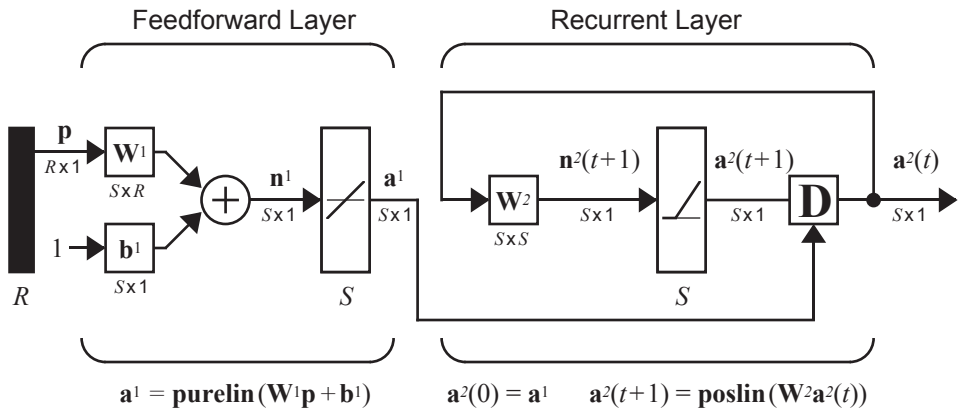 Feedforward Layer
Recurrent Layer
p
R x 1
W¹
S x R
1
b¹
S x 1
R
n¹
S x 1
S
a¹
S x 1
W²
S x S
n²(t+1)
S x 1
S
a²(t+1)
S x 1
D
a²(t)
S x 1
a¹ = purelin(W¹p + b¹)
a²(0) = a¹
a²(t+1) = poslin(W²a²(t))